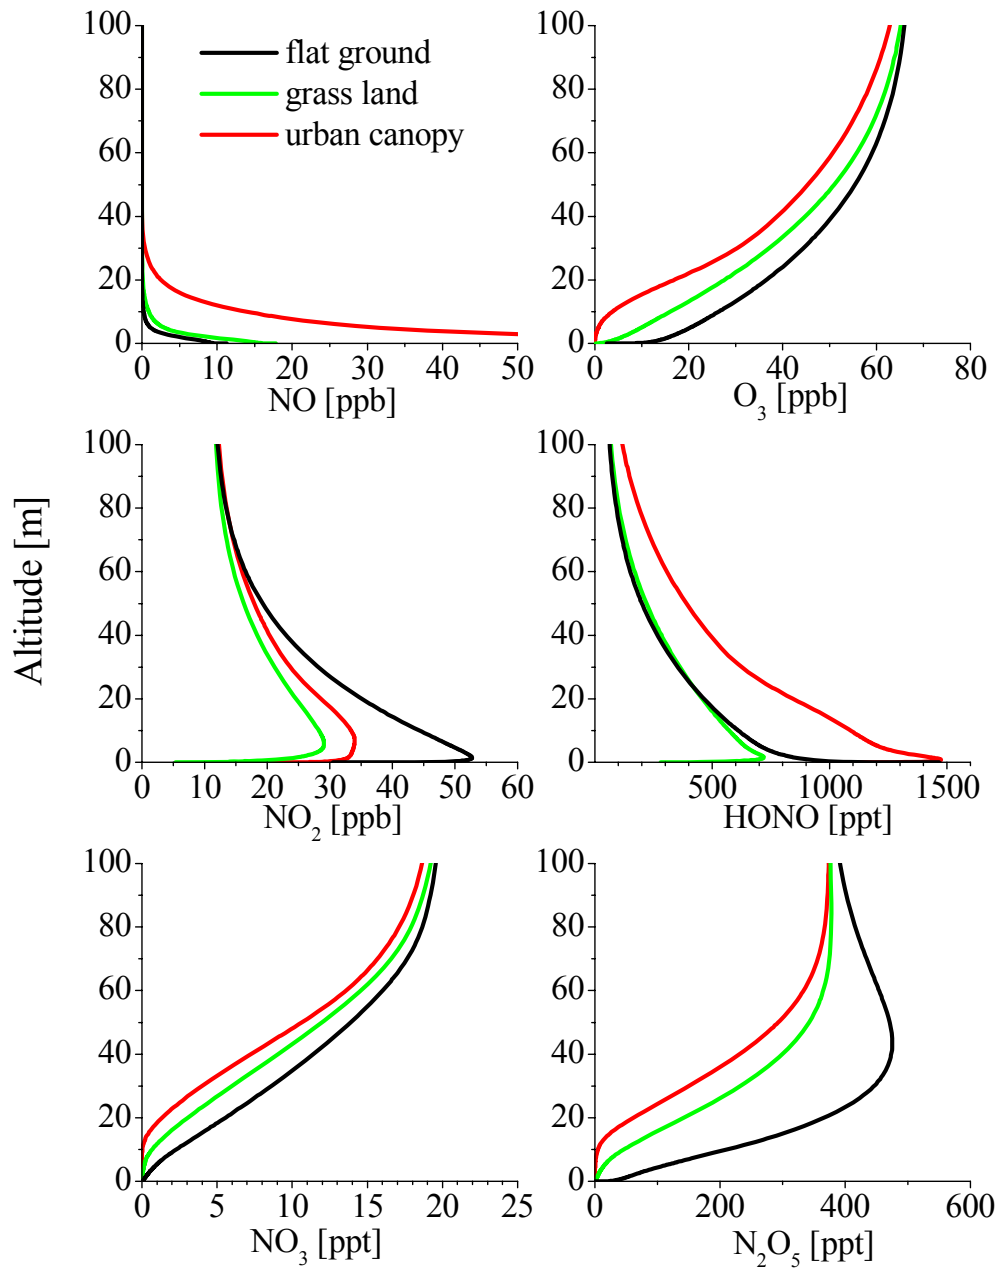 100
80
60
40
20
0
flat ground
grass land
urban canopy
0 10 20 30 40 50
NO [ppb]
100
80
60
40
20
0
0 20 40 60 80
O3 [ppb]
Altitude [m]
100
80
60
40
20
0
0 10 20 30 40 50 60
NO2 [ppb]
100
80
60
40
20
0
500 1000 1500
HONO [ppt]
100
80
60
40
20
0
0 5 10 15 20 25
NO3 [ppt]
100
80
60
40
20
0
0 200 400 600
N2O5 [ppt]